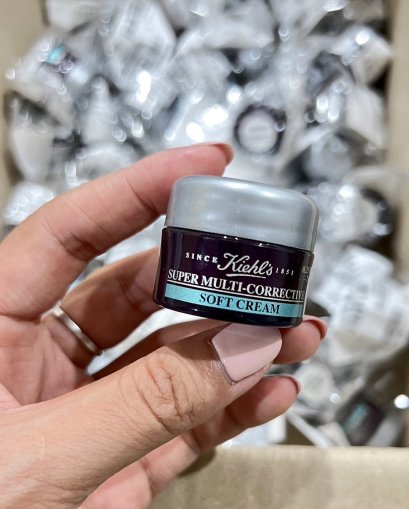 SINCE Kiehl's 1851
SUPER MULTI-CORRECTIVE
SOFT CREAM